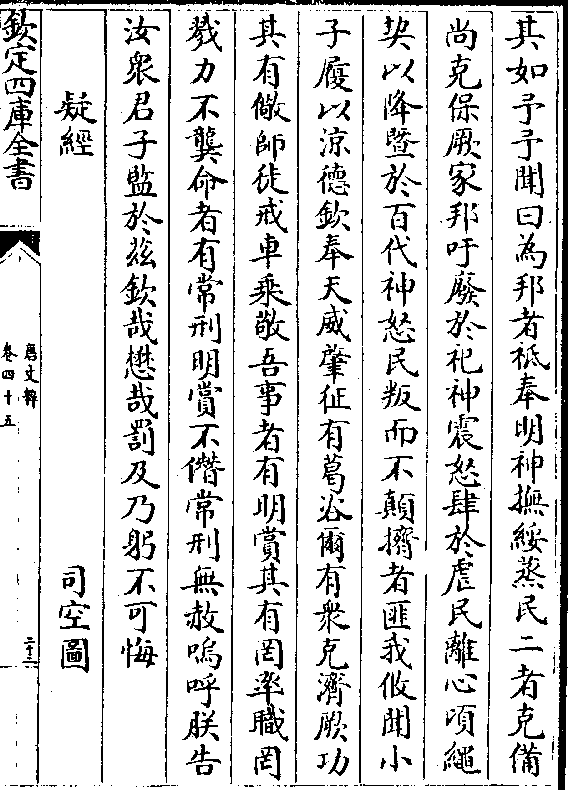 其如予予聞曰為邦者祗奉明神撫綏蒸民二者克備
尚克保厥家邦吁廢於祀神震怒肆於虐民離心頃繩
契以降暨於百代神怒民叛而不顛擠者匪我攸聞小
子履以涼德欽奉天威肇征有葛洽爾有衆克濟厥功
其有儆師徒戒車乗敬吾事者有明賞其有罔率職罔
戮力不龔命者有常刑明賞不僭常刑無赦嗚呼朕告
汝衆君子監於兹欽哉懋哉罰及乃躬不可悔
疑經
司空圖
欽定四庫全書
唐文粹
卷四十五
二十三